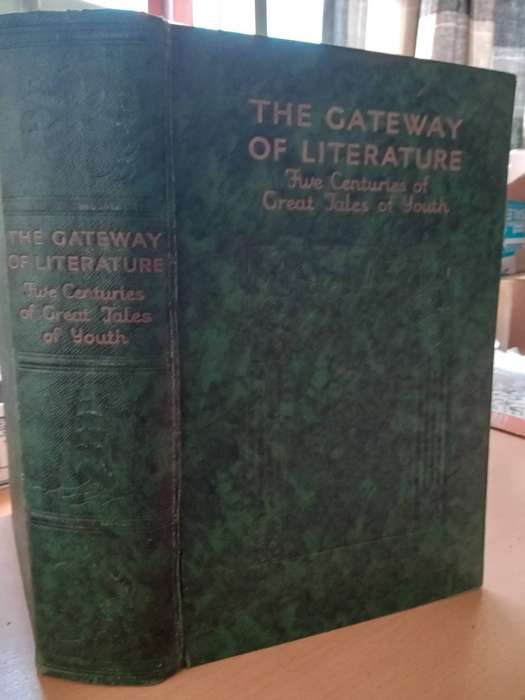 THE GATEWAY
OF LITERATURE
Five Centuries
of Great Tales
of Youth
THE GATEWAY
OF LITERATURE
Five Centuries of
Great Tales of Youth